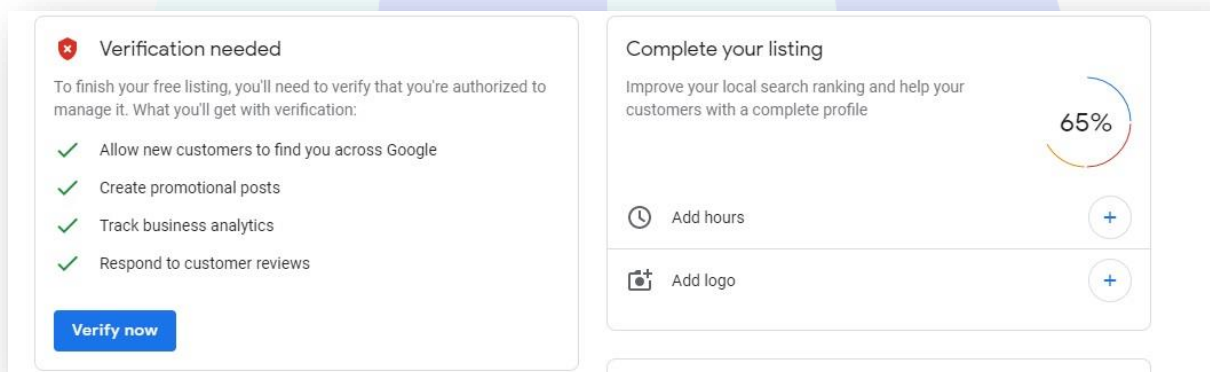 Verification needed
To finish your free listing, you'll need to verify that you're authorized to
manage it. What you'll get with verification:
Allow new customers to find you across Google
Create promotional posts
Track business analytics
Respond to customer reviews
Verify now
Complete your listing
Improve your local search ranking and help your
customers with a complete profile
65%
Add hours
Add logo